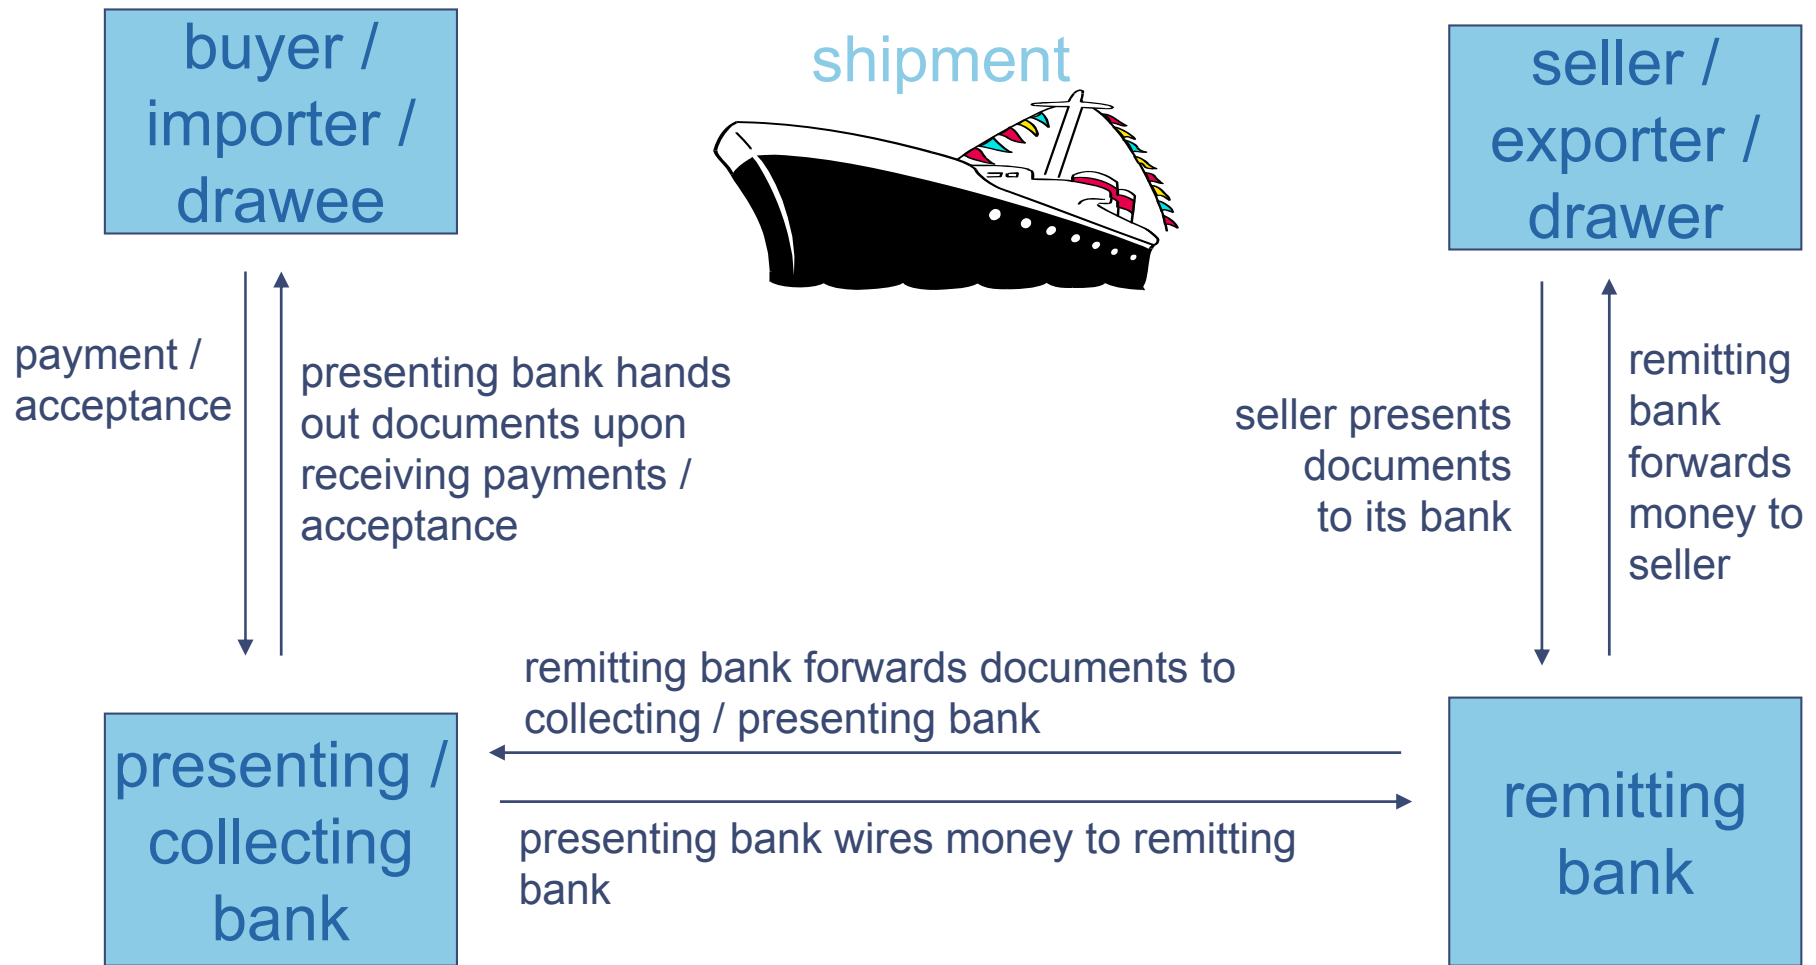 buyer /
importer /
drawee
shipment
seller /
exporter /
drawer
payment /
acceptance
presenting bank hands
out documents upon
receiving payments /
acceptance
seller presents
documents
to its bank
remitting
bank
forwards
money to
seller
remitting bank forwards documents to
collecting / presenting bank
presenting bank wires money to remitting
bank
presenting /
collecting
bank
remitting
bank